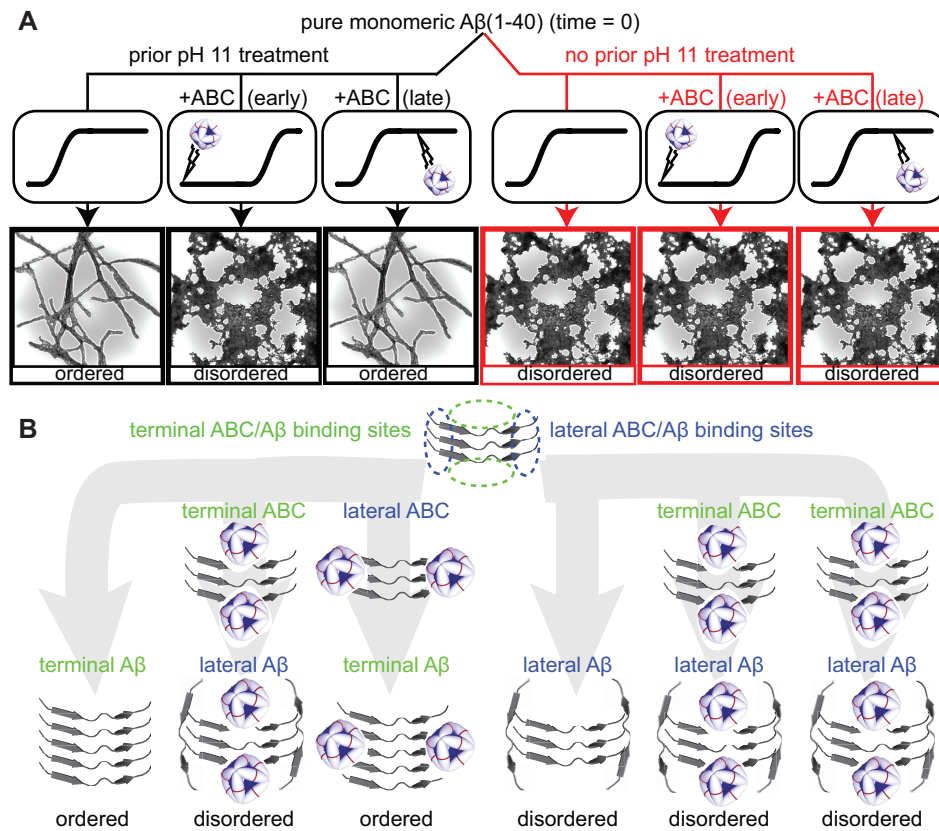 A
pure monomeric Aβ(1-40) (time = 0)
prior pH 11 treatment
no prior pH 11 treatment
+ABC (early)
+ABC (late)
+ABC (early)
+ABC (late)
ordered
disordered
ordered
disordered
disordered
disordered
B
terminal ABC/Aβ binding sites
lateral ABC/Aβ binding sites
terminal ABC
lateral ABC
terminal ABC
terminal ABC
terminal Aβ
lateral Aβ
terminal Aβ
lateral Aβ
lateral Aβ
lateral Aβ
ordered
disordered
ordered
disordered
disordered
disordered